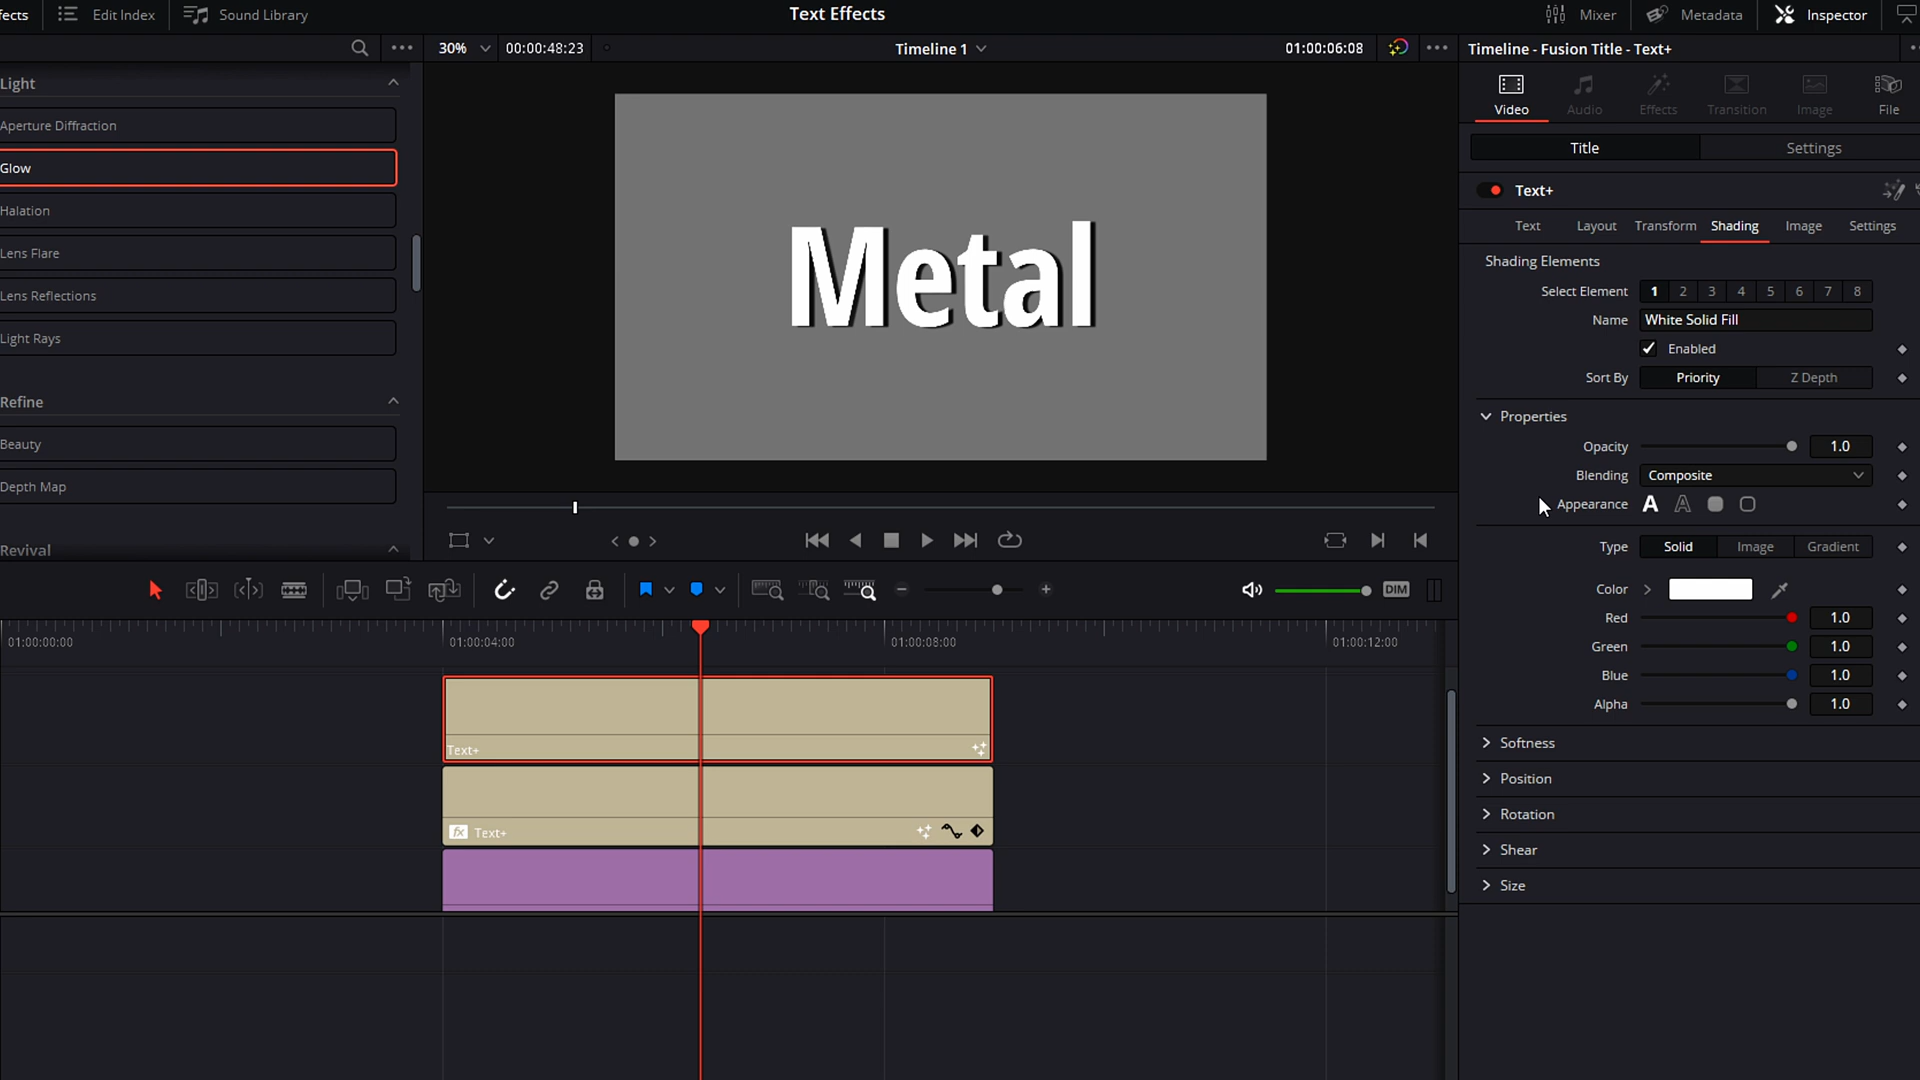 fects
Edit Index
Sound Library
Text Effects
Mixer
Metadata
Inspector
30%
00:00:48:23
Timeline 1
01:00:06:08
Timeline - Fusion Title - Text+
Light
Aperture Diffraction
Glow
Halation
Lens Flare
Lens Reflections
Light Rays
Refine
Beauty
Depth Map
Revival
Metal
Video
Audio
Effects
Transition
Image
File
Title
Settings
Text+
Text
Layout
Transform
Shading
Image
Settings
Shading Elements
Select Element 1 2 3 4 5 6 7 8
Name White Solid Fill
Enabled
Sort By Priority Z Depth
Properties
Opacity 1.0
Blending Composite
Appearance A A
Type Solid Image Gradient
Color
Red 1.0
Green 1.0
Blue 1.0
Alpha 1.0
Softness
Position
Rotation
Shear
Size
DIM
01:00:00:00
01:00:04:00
01:00:08:00
01:00:12:00
Text+
fx Text+